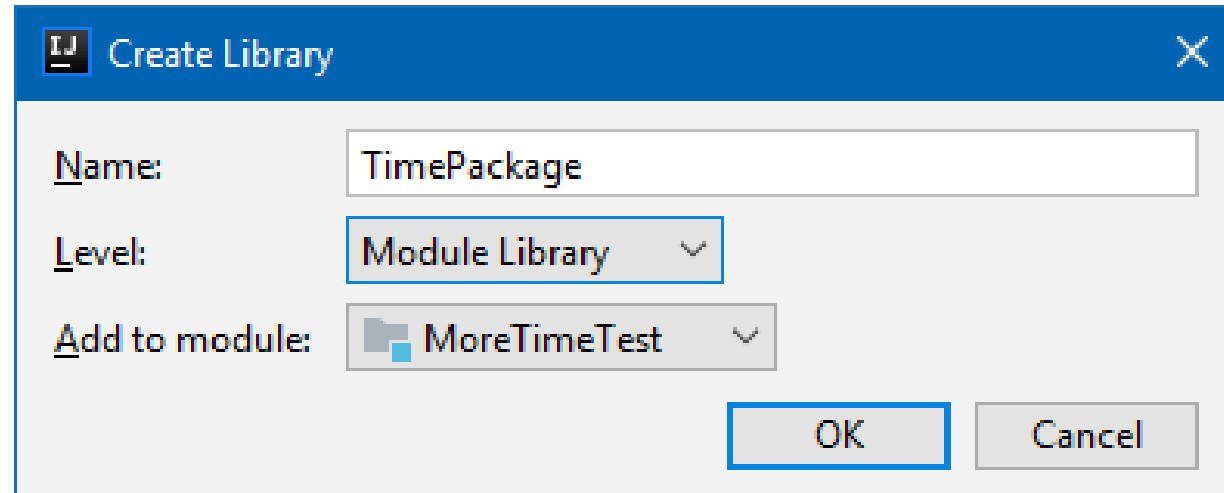 IJ Create Library
Name: TimePackage
Level: Module Library
Add to module: MoreTimeTest
OK Cancel